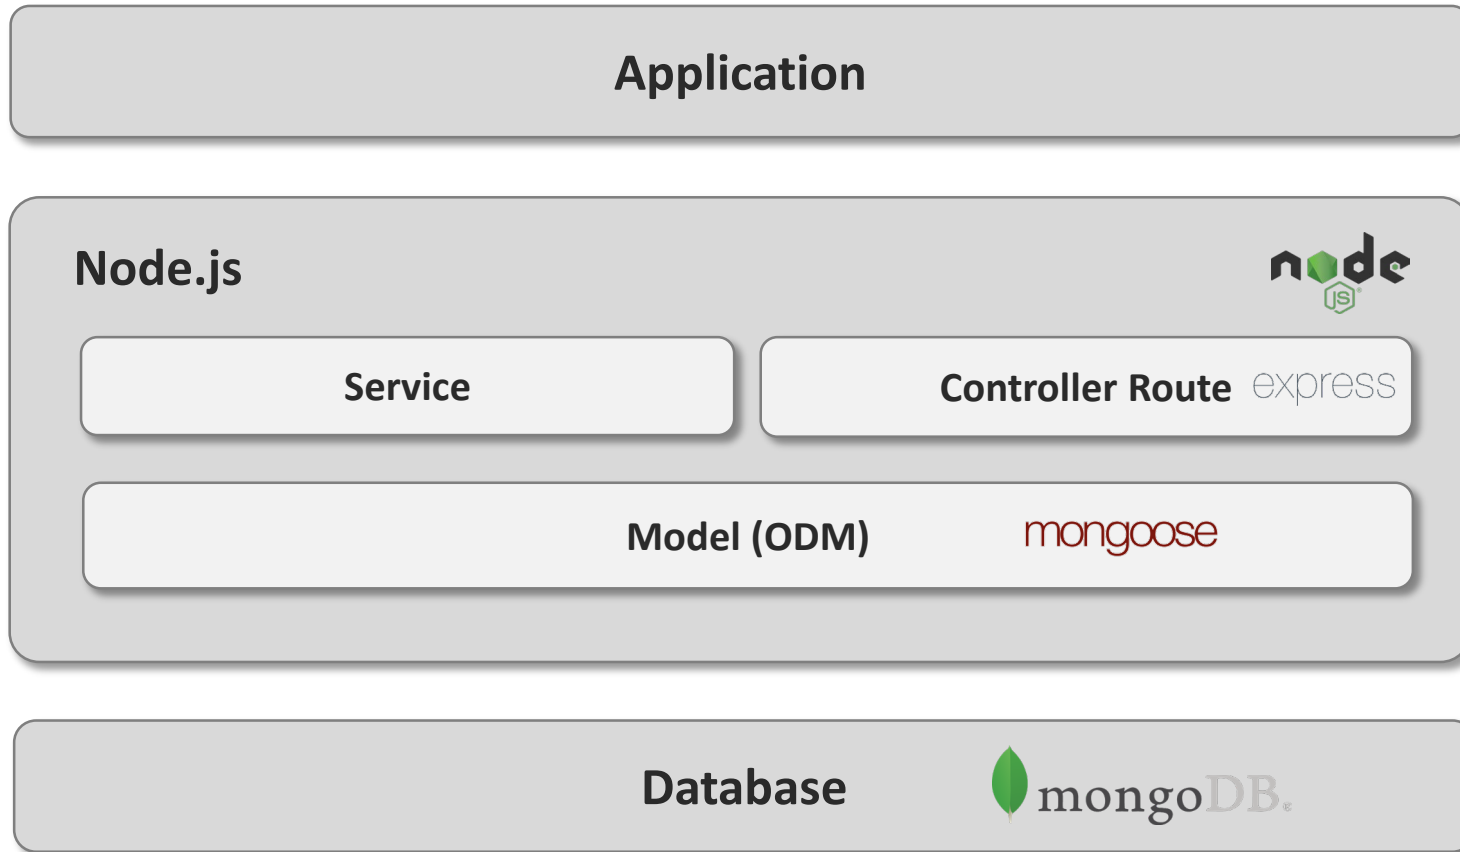 Application
Node.js
node
JS
Service
Controller Route express
Model (ODM) mongoose
Database mongoDB®